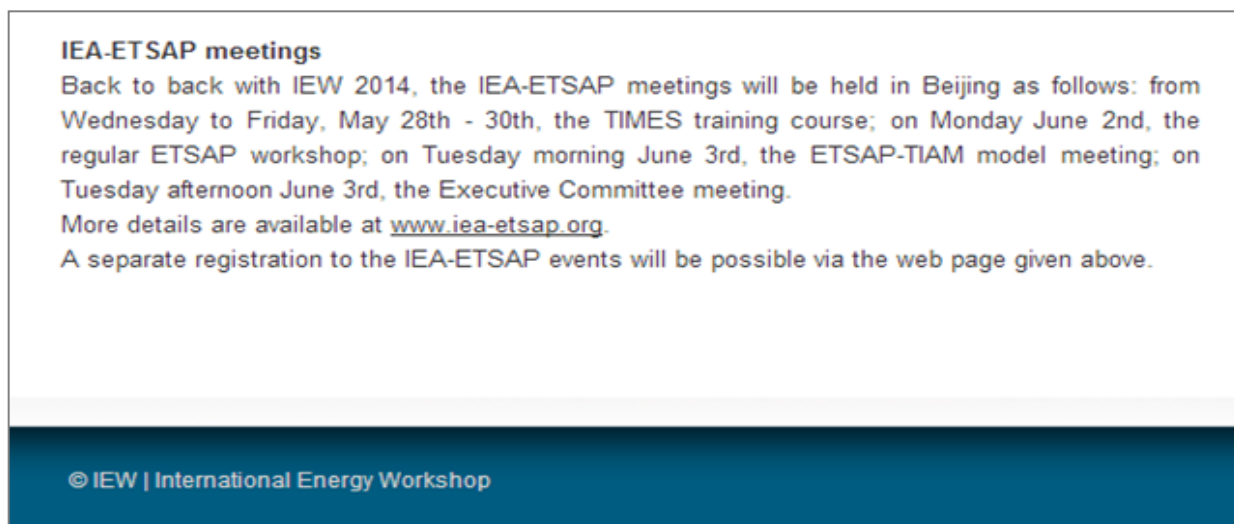 IEA-ETSAP meetings
Back to back with IEW 2014, the IEA-ETSAP meetings will be held in Beijing as follows: from
Wednesday to Friday, May 28th - 30th, the TIMES training course; on Monday June 2nd, the
regular ETSAP workshop; on Tuesday morning June 3rd, the ETSAP-TIAM model meeting; on
Tuesday afternoon June 3rd, the Executive Committee meeting.
More details are available at www.iea-etsap.org.
A separate registration to the IEA-ETSAP events will be possible via the web page given above.
© IEW | International Energy Workshop